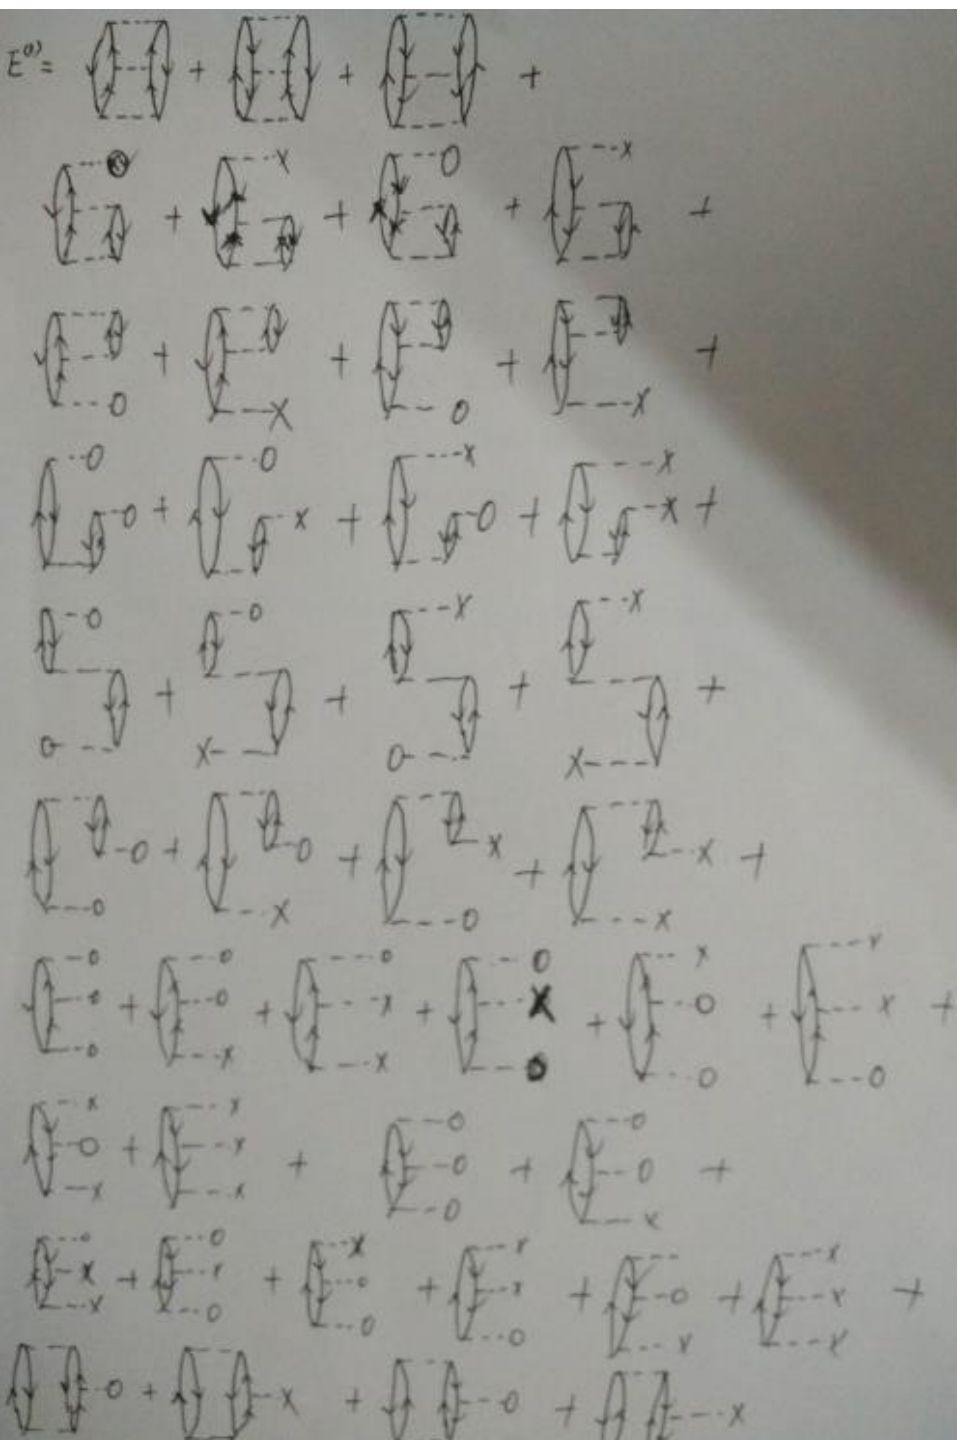 E⁽³⁾= + + +
+ X + O + X +
+ + + +
O X O X
O + O + X + O + X + X +
O + O + X + X +
O X O X
+ O + O + X + X +
O X O X
O O O + O O X + O X X + O X O + X O O + X X O +
X O X + X X X + O O O + O O X +
O X X + O X O + X O O + X X O + O X + X X X +
O + X + O + X